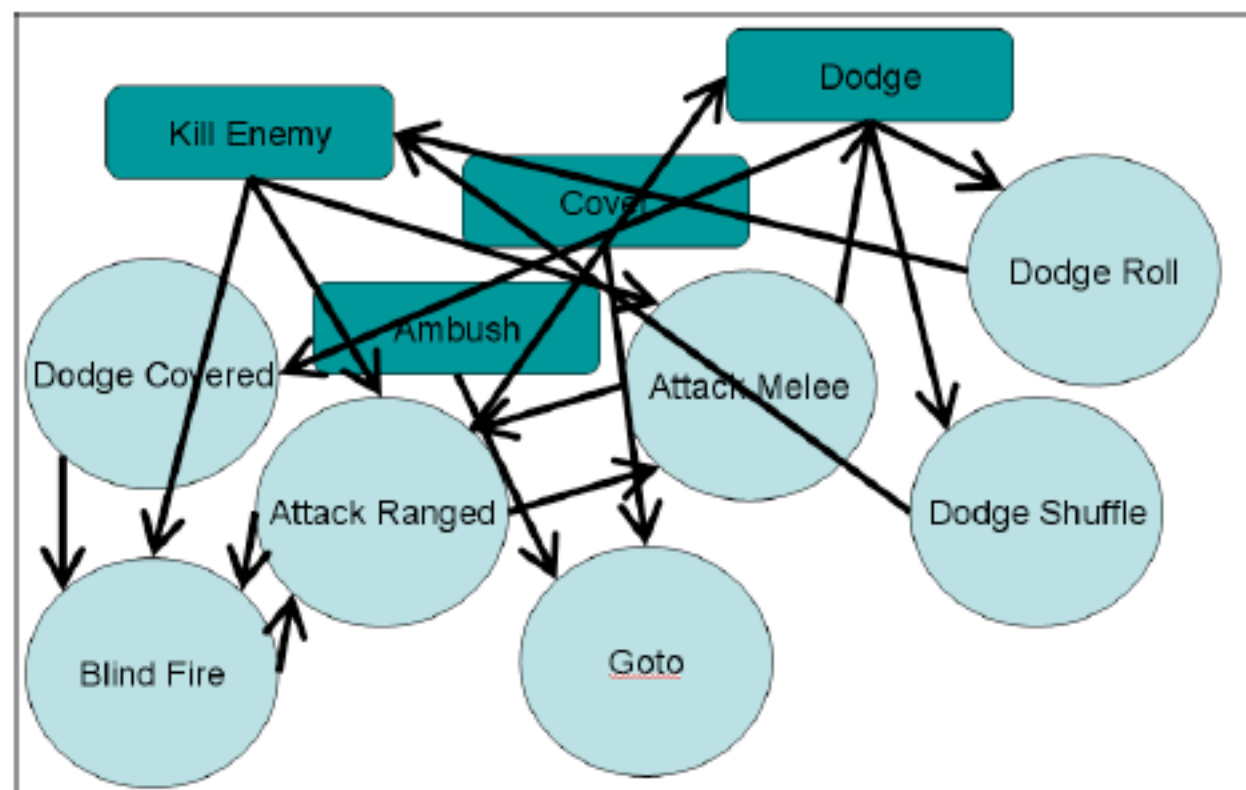 Dodge
Kill Enemy
Cover
Dodge Roll
Ambush
Dodge Covered
Attack Melee
Attack Ranged
Dodge Shuffle
Blind Fire
Goto